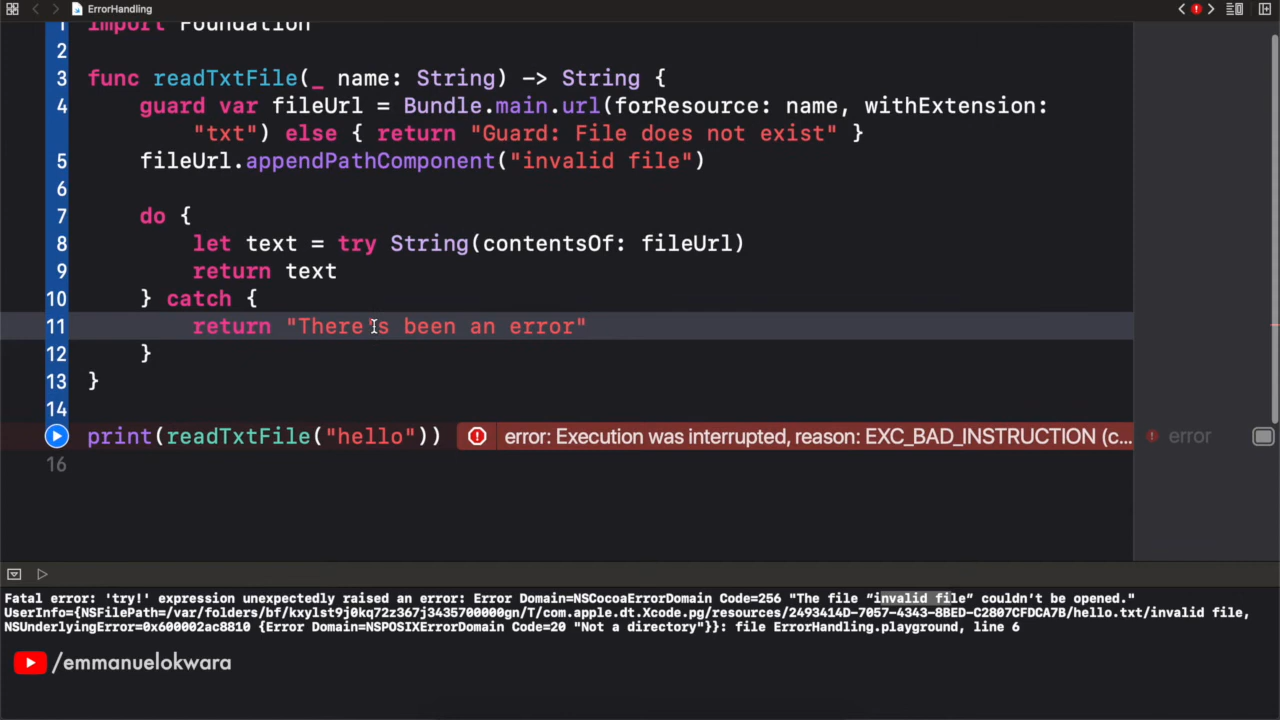 ErrorHandling
1 import Foundation
2
3 func readTxtFile(_ name: String) -> String {
4 guard var fileUrl = Bundle.main.url(forResource: name, withExtension:
"txt") else { return "Guard: File does not exist" }
5 fileUrl.appendPathComponent("invalid file")
6
7 do {
8 let text = try String(contentsOf: fileUrl)
9 return text
10 } catch {
11 return "There's been an error"
12 }
13 }
14
print(readTxtFile("hello")) error: Execution was interrupted, reason: EXC_BAD_INSTRUCTION (c... error
16
Fatal error: 'try!' expression unexpectedly raised an error: Error Domain=NSCocoaErrorDomain Code=256 "The file “invalid file” couldn’t be opened."
UserInfo={NSFilePath=/var/folders/bf/kxylst9j0kq72z367j3435700000gn/T/com.apple.dt.Xcode.pg/resources/2493414D-7057-4343-8BED-C2807CFDCA7B/hello.txt/invalid file,
NSUnderlyingError=0x600002ac8810 {Error Domain=NSPOSIXErrorDomain Code=20 "Not a directory"}}: file ErrorHandling.playground, line 6
/emmanuelokwara